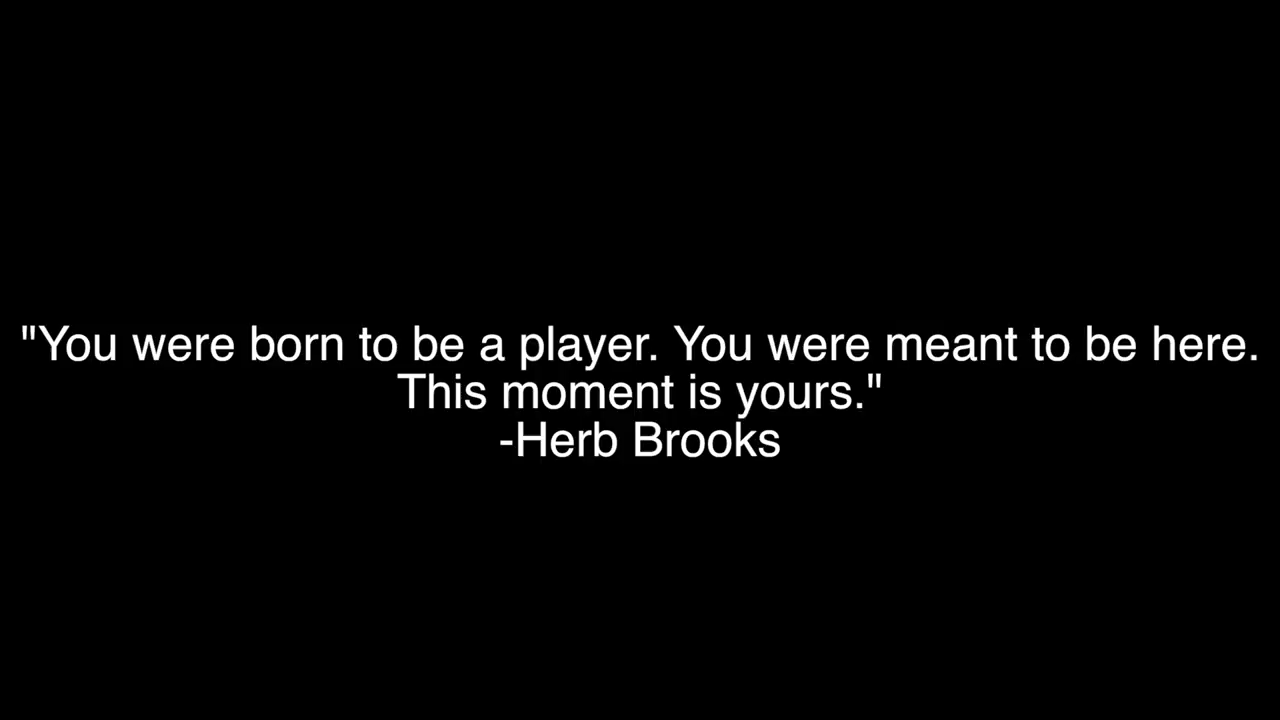 "You were born to be a player. You were meant to be here.
This moment is yours."
-Herb Brooks